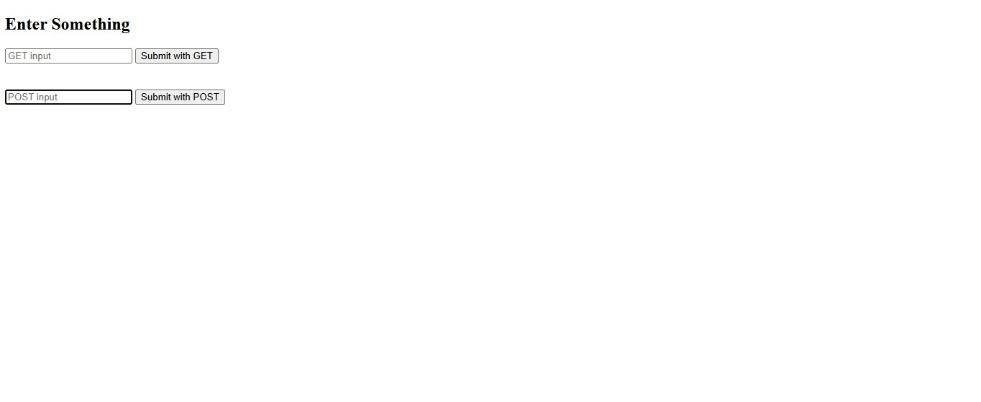 Enter Something
GET input Submit with GET
POST input Submit with POST